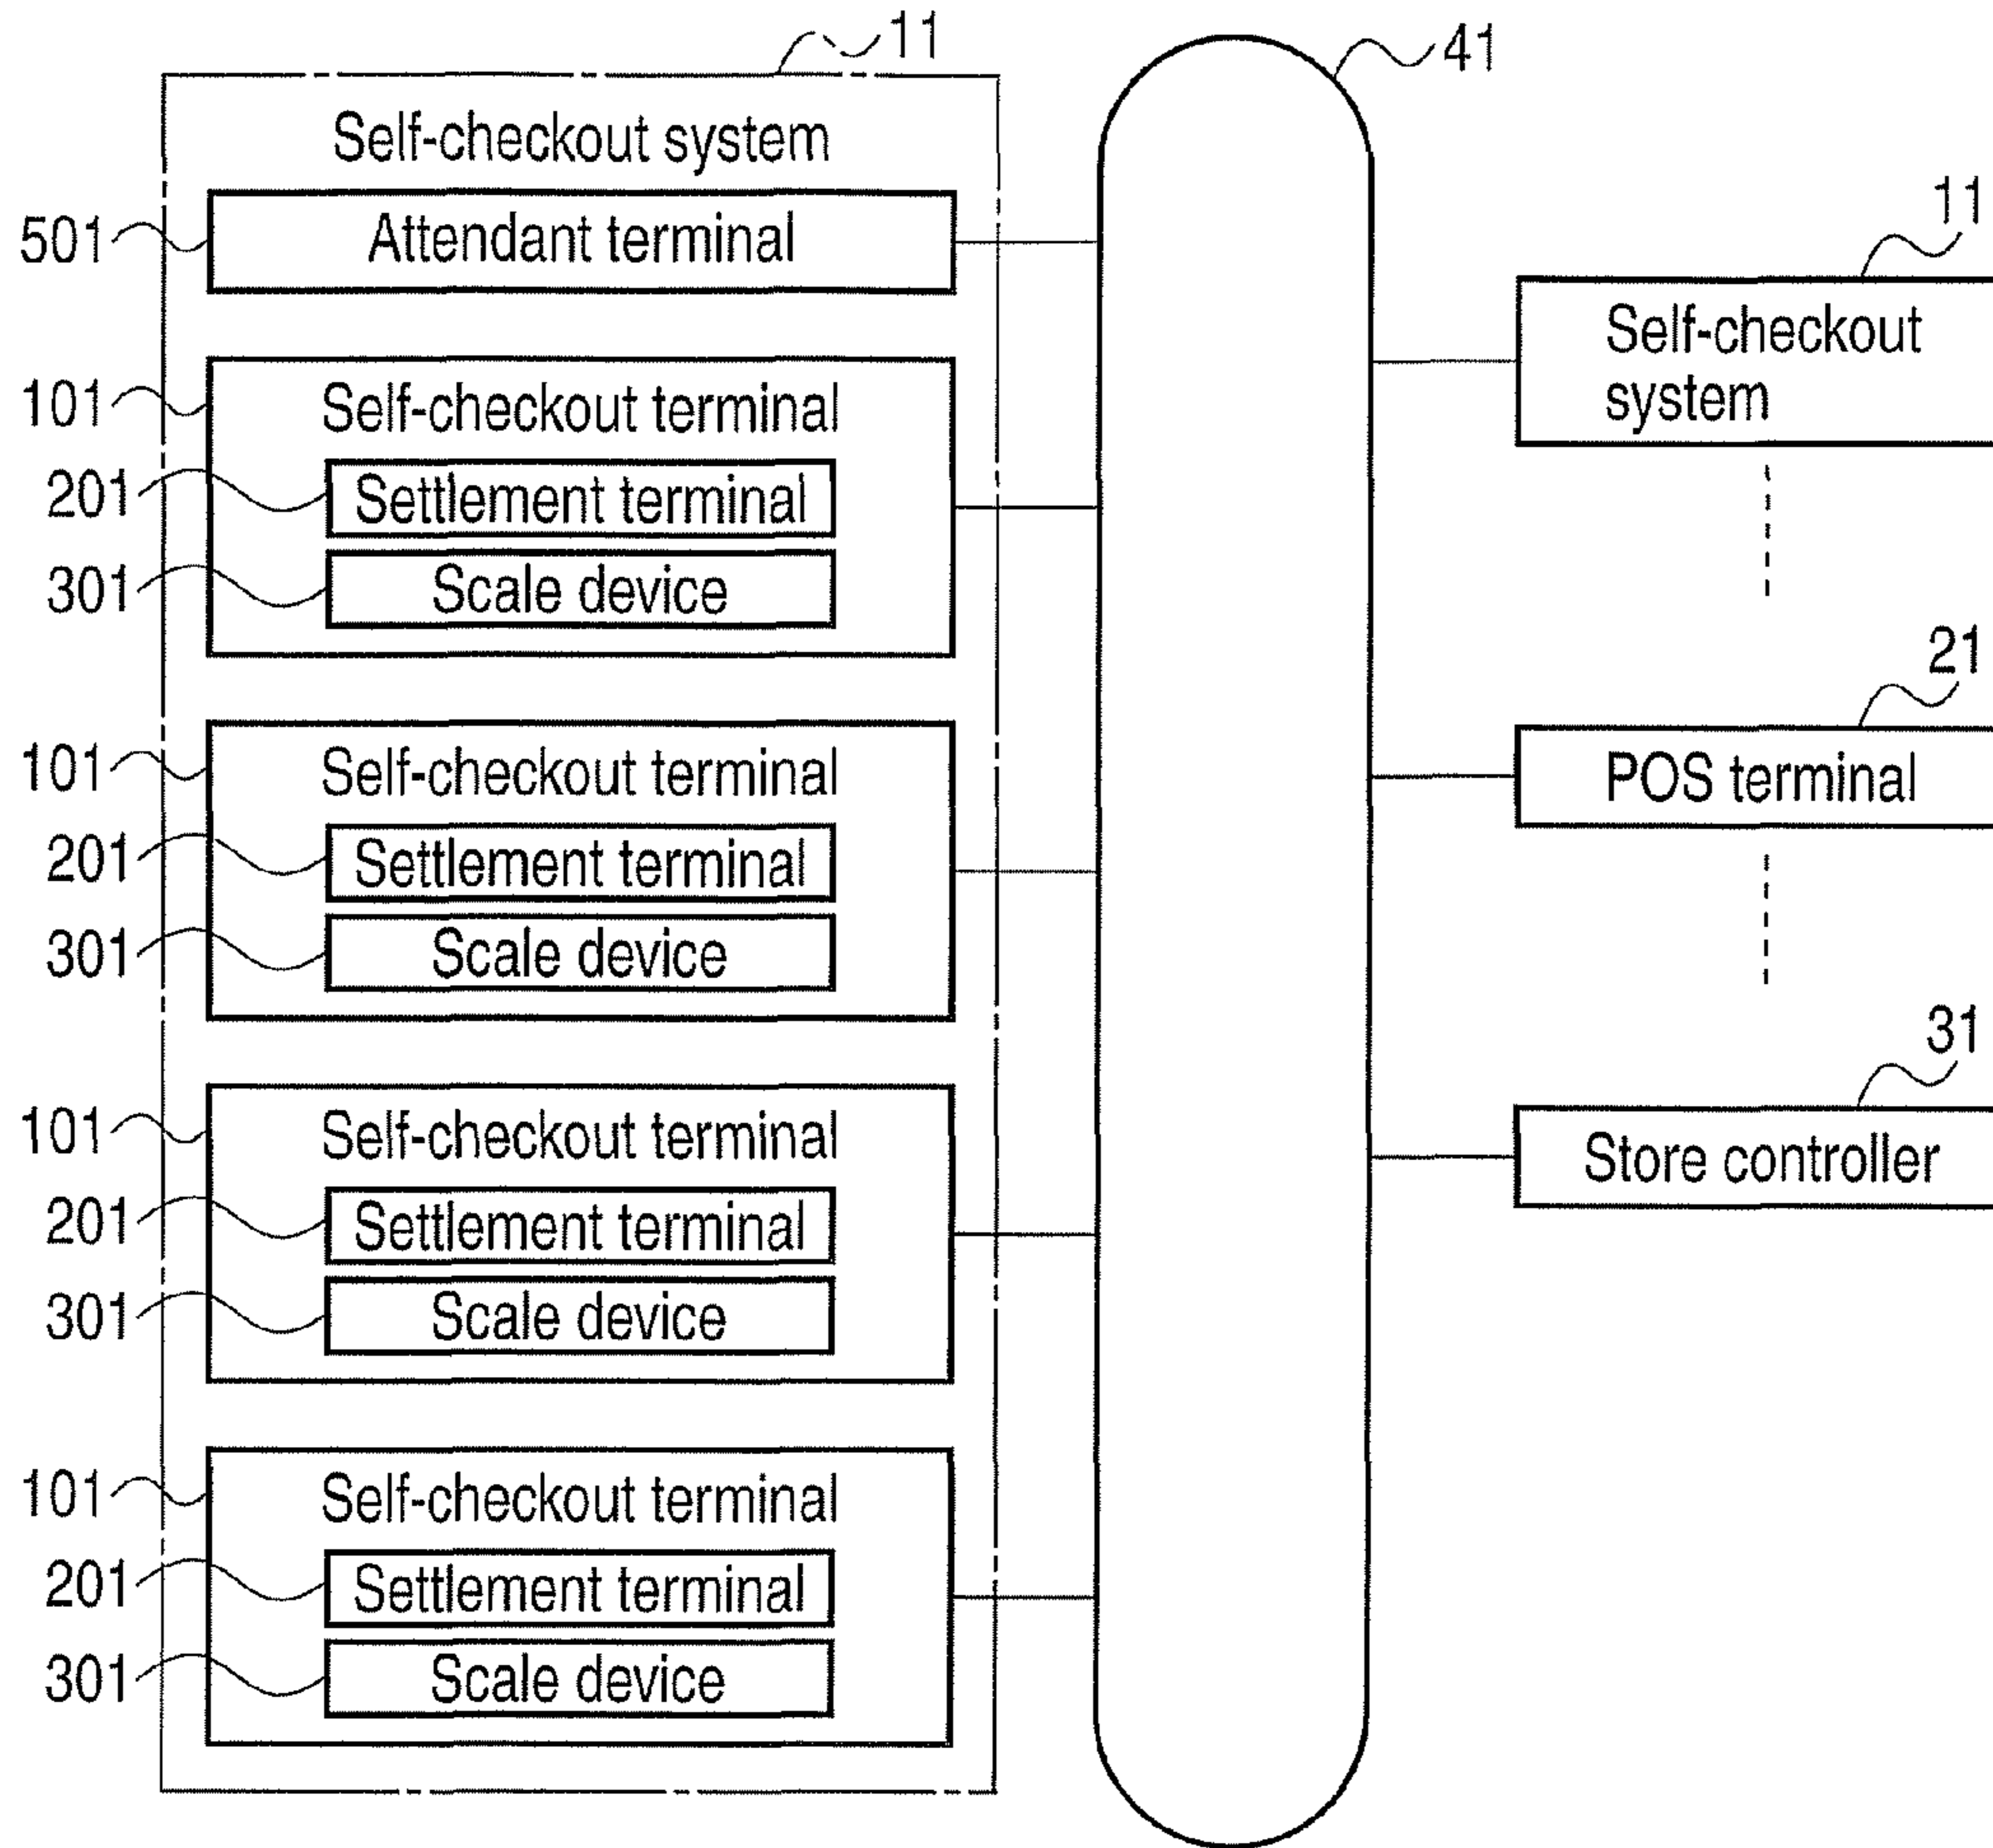 11
41
Self-checkout system
501
Attendant terminal
11
Self-checkout
system
101
Self-checkout terminal
201
Settlement terminal
301
Scale device
21
POS terminal
101
Self-checkout terminal
201
Settlement terminal
301
Scale device
31
Store controller
101
Self-checkout terminal
201
Settlement terminal
301
Scale device
101
Self-checkout terminal
201
Settlement terminal
301
Scale device